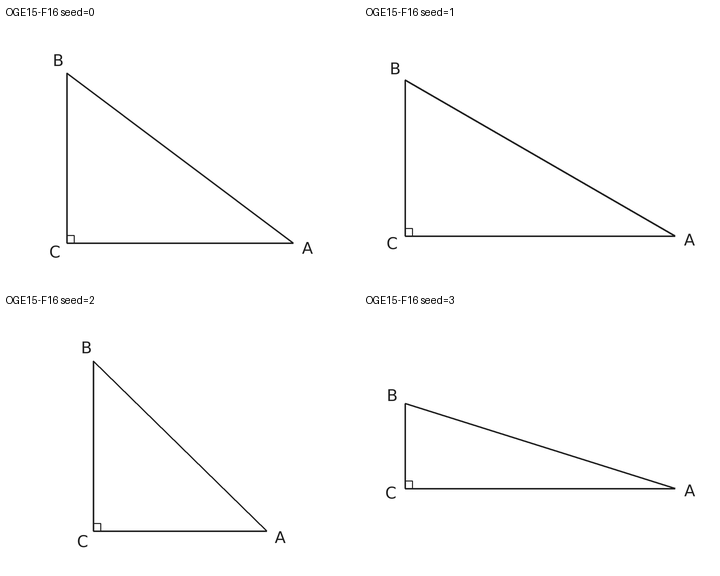 OGE15-F16 seed=0
B
C
A
OGE15-F16 seed=1
B
C
A
OGE15-F16 seed=2
B
C
A
OGE15-F16 seed=3
B
C
A